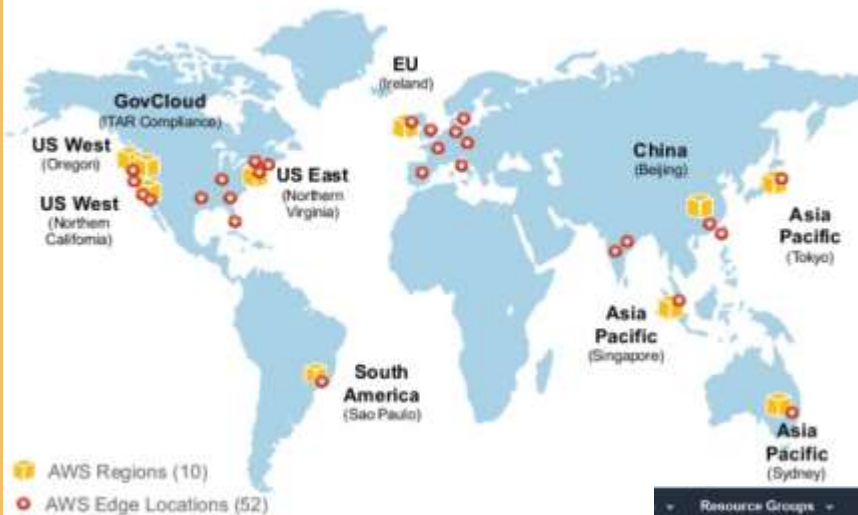 EU
(Ireland)
GovCloud
(ITAR Compliance)
US West
(Oregon)
US East
(Northern
Virginia)
US West
(Northern
California)
China
(Beijing)
Asia
Pacific
(Tokyo)
Asia
Pacific
(Singapore)
South
America
(Sao Paulo)
Asia
Pacific
(Sydney)
AWS Regions (10)
AWS Edge Locations (52)
Resource Groups